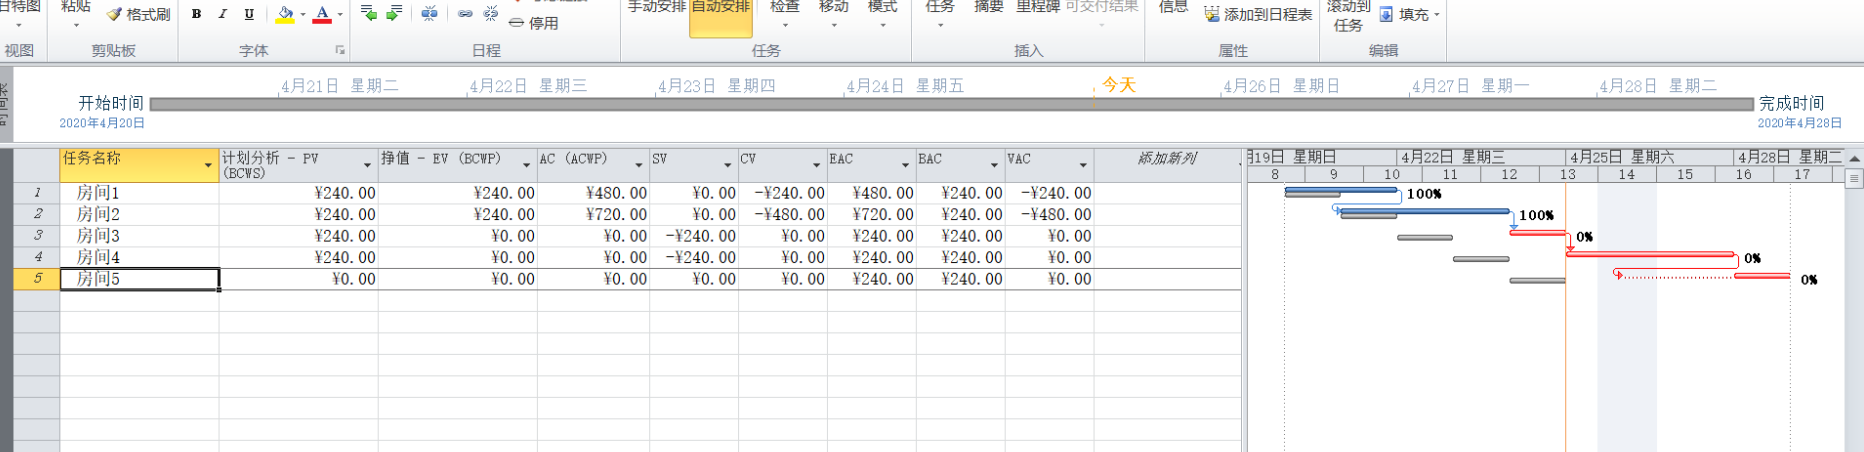 甘特图
粘贴
格式刷
B I U A
停用
手动安排 自动安排 检查 移动 模式
任务 摘要 里程碑 可交付结果
信息
添加到日程表
滚动到
任务
填充
视图 剪贴板 字体 日程 任务 插入 属性 编辑
4月21日 星期二 4月22日 星期三 4月23日 星期四 4月24日 星期五 今天 4月26日 星期日 4月27日 星期一 4月28日 星期二
开始时间
2020年4月20日
完成时间
2020年4月28日
任务名称 计划分析 - PV (BCWS) 挣值 - EV (BCWP) AC (ACWP) SV CV EAC BAC VAC 添加新列
月19日 星期日 4月22日 星期三 4月25日 星期六 4月28日 星期二
8 9 10 11 12 13 14 15 16 17
1 房间1 ¥240.00 ¥240.00 ¥480.00 ¥0.00 -¥240.00 ¥480.00 ¥240.00 -¥240.00 100%
2 房间2 ¥240.00 ¥240.00 ¥720.00 ¥0.00 -¥480.00 ¥720.00 ¥240.00 -¥480.00 100%
3 房间3 ¥240.00 ¥0.00 ¥0.00 -¥240.00 ¥0.00 ¥240.00 ¥240.00 ¥0.00 0%
4 房间4 ¥240.00 ¥0.00 ¥0.00 -¥240.00 ¥0.00 ¥240.00 ¥240.00 ¥0.00 0%
5 房间5 ¥0.00 ¥0.00 ¥0.00 ¥0.00 ¥0.00 ¥240.00 ¥240.00 ¥0.00 0%